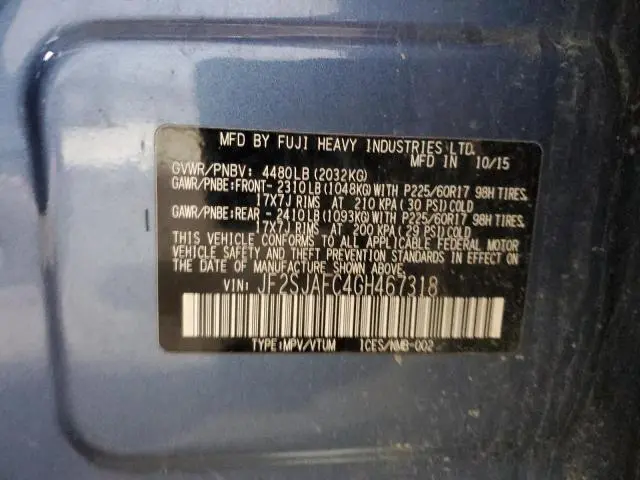 MFD BY FUJI HEAVY INDUSTRIES LTD.
MFD IN 10/15
GVWR/PNBV: 4480LB(2032KG)
GAWR/PNBE:FRONT- 2310LB(1048KG)WITH P225/60R17 98H TIRES,
17X7J RIMS AT 210 KPA(30 PSI)COLD
GAWR/PNBE:REAR - 2410LB(1093KG)WITH P225/60R17 98H TIRES,
17X7J RIMS AT 200 KPA(29 PSI)COLD
THIS VEHICLE CONFORMS TO ALL APPLICABLE FEDERAL MOTOR
VEHICLE SAFETY AND THEFT PREVENTION STANDARDS IN EFFECT ON
THE DATE OF MANUFACTURE SHOWN ABOVE.
VIN: JF2SJAFC4GH467318
TYPE:MPV/VTUM ICES/NMB-002